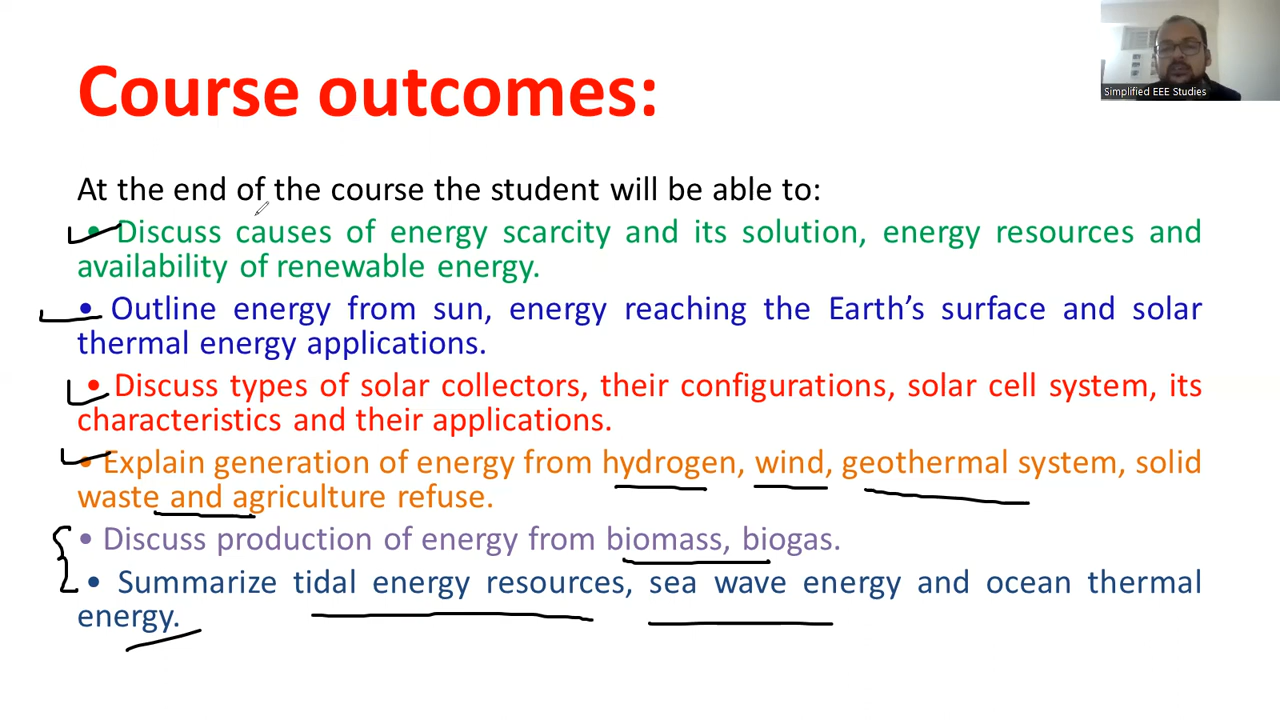 Simplified EEE Studies
Course outcomes:
At the end of the course the student will be able to:
• Discuss causes of energy scarcity and its solution, energy resources and
availability of renewable energy.
• Outline energy from sun, energy reaching the Earth’s surface and solar
thermal energy applications.
• Discuss types of solar collectors, their configurations, solar cell system, its
characteristics and their applications.
• Explain generation of energy from hydrogen, wind, geothermal system, solid
waste and agriculture refuse.
• Discuss production of energy from biomass, biogas.
• Summarize tidal energy resources, sea wave energy and ocean thermal
energy.